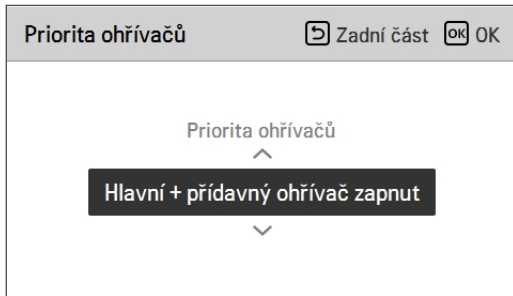 Priorita ohřívačů Zadní část OK OK
Priorita ohřívačů
Hlavní + přídavný ohřívač zapnut